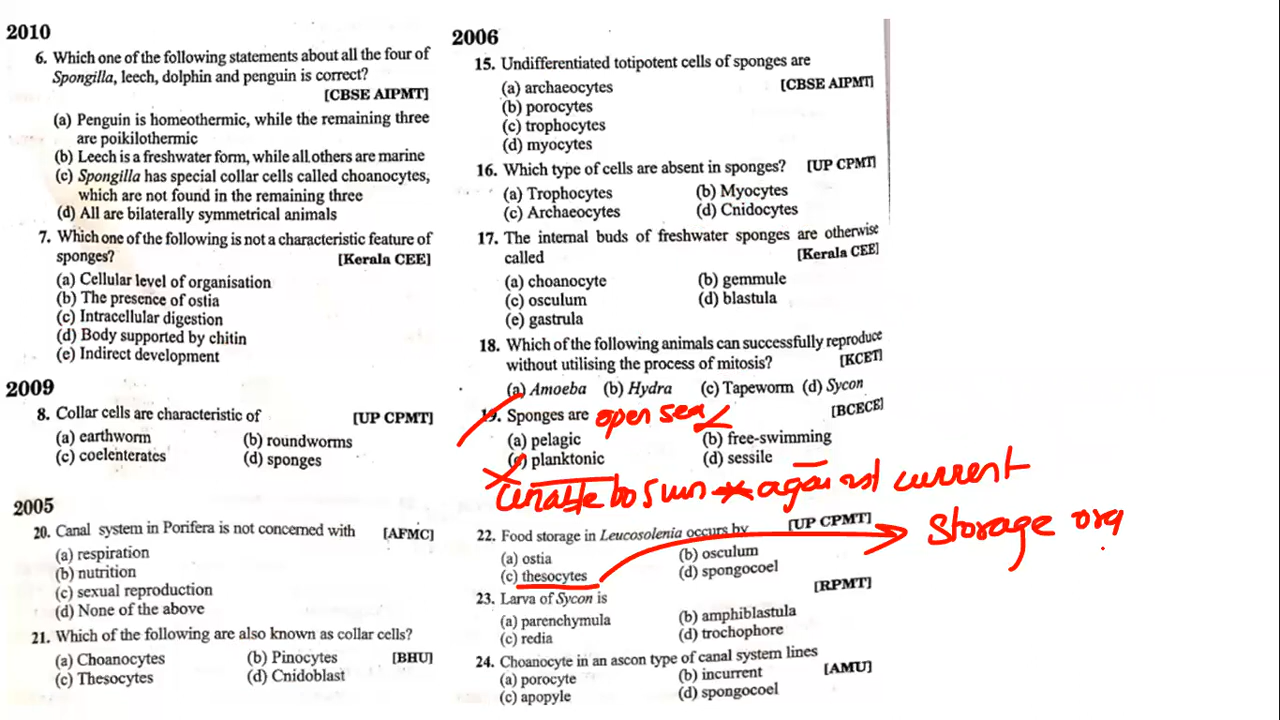 2010
6. Which one of the following statements about all the four of
Spongilla, leech, dolphin and penguin is correct?
[CBSE AIPMT]
(a) Penguin is homeothermic, while the remaining three
are poikilothermic
(b) Leech is a freshwater form, while all others are marine
(c) Spongilla has special collar cells called choanocytes,
which are not found in the remaining three
(d) All are bilaterally symmetrical animals
7. Which one of the following is not a characteristic feature of
sponges? [Kerala CEE]
(a) Cellular level of organisation
(b) The presence of ostia
(c) Intracellular digestion
(d) Body supported by chitin
(e) Indirect development
2009
8. Collar cells are characteristic of [UP CPMT]
(a) earthworm (b) roundworms
(c) coelenterates (d) sponges
2005
20. Canal system in Porifera is not concerned with [AFMC]
(a) respiration
(b) nutrition
(c) sexual reproduction
(d) None of the above
21. Which of the following are also known as collar cells?
(a) Choanocytes (b) Pinocytes [BHU]
(c) Thesocytes (d) Cnidoblast
2006
15. Undifferentiated totipotent cells of sponges are
(a) archaeocytes [CBSE AIPMT]
(b) porocytes
(c) trophocytes
(d) myocytes
16. Which type of cells are absent in sponges? [UP CPMT]
(a) Trophocytes (b) Myocytes
(c) Archaeocytes (d) Cnidocytes
17. The internal buds of freshwater sponges are otherwise
called [Kerala CEE]
(a) choanocyte (b) gemmule
(c) osculum (d) blastula
(e) gastrula
18. Which of the following animals can successfully reproduce
without utilising the process of mitosis? [KCET]
(a) Amoeba (b) Hydra (c) Tapeworm (d) Sycon
19. Sponges are open sea [BCECE]
(a) pelagic (b) free-swimming
(c) planktonic (d) sessile
unable to swim against current
22. Food storage in Leucosolenia occurs by [UP CPMT] Storage org
(a) ostia (b) osculum
(c) thesocytes (d) spongocoel
23. Larva of Sycon is [RPMT]
(a) parenchymula (b) amphiblastula
(c) redia (d) trochophore
24. Choanocyte in an ascon type of canal system lines
(a) porocyte (b) incurrent [AMU]
(c) apopyle (d) spongocoel